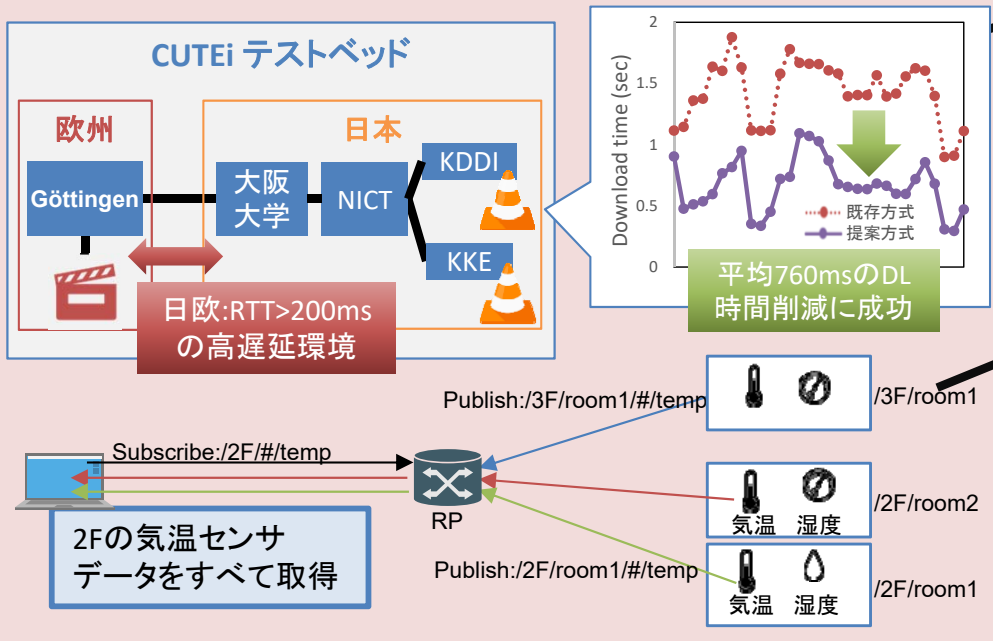 CUTEi テストベッド
欧州
日本
Göttingen
大阪
大学
NICT
KDDI
KKE
日欧:RTT>200ms
の高遅延環境
Download time (sec)
2
1.5
1
0.5
0
既存方式
提案方式
平均760msのDL
時間削減に成功
Publish:/3F/room1/#/temp
/3F/room1
Subscribe:/2F/#/temp
RP
気温 湿度
/2F/room2
2Fの気温センサ
データをすべて取得
Publish:/2F/room1/#/temp
気温 湿度
/2F/room1